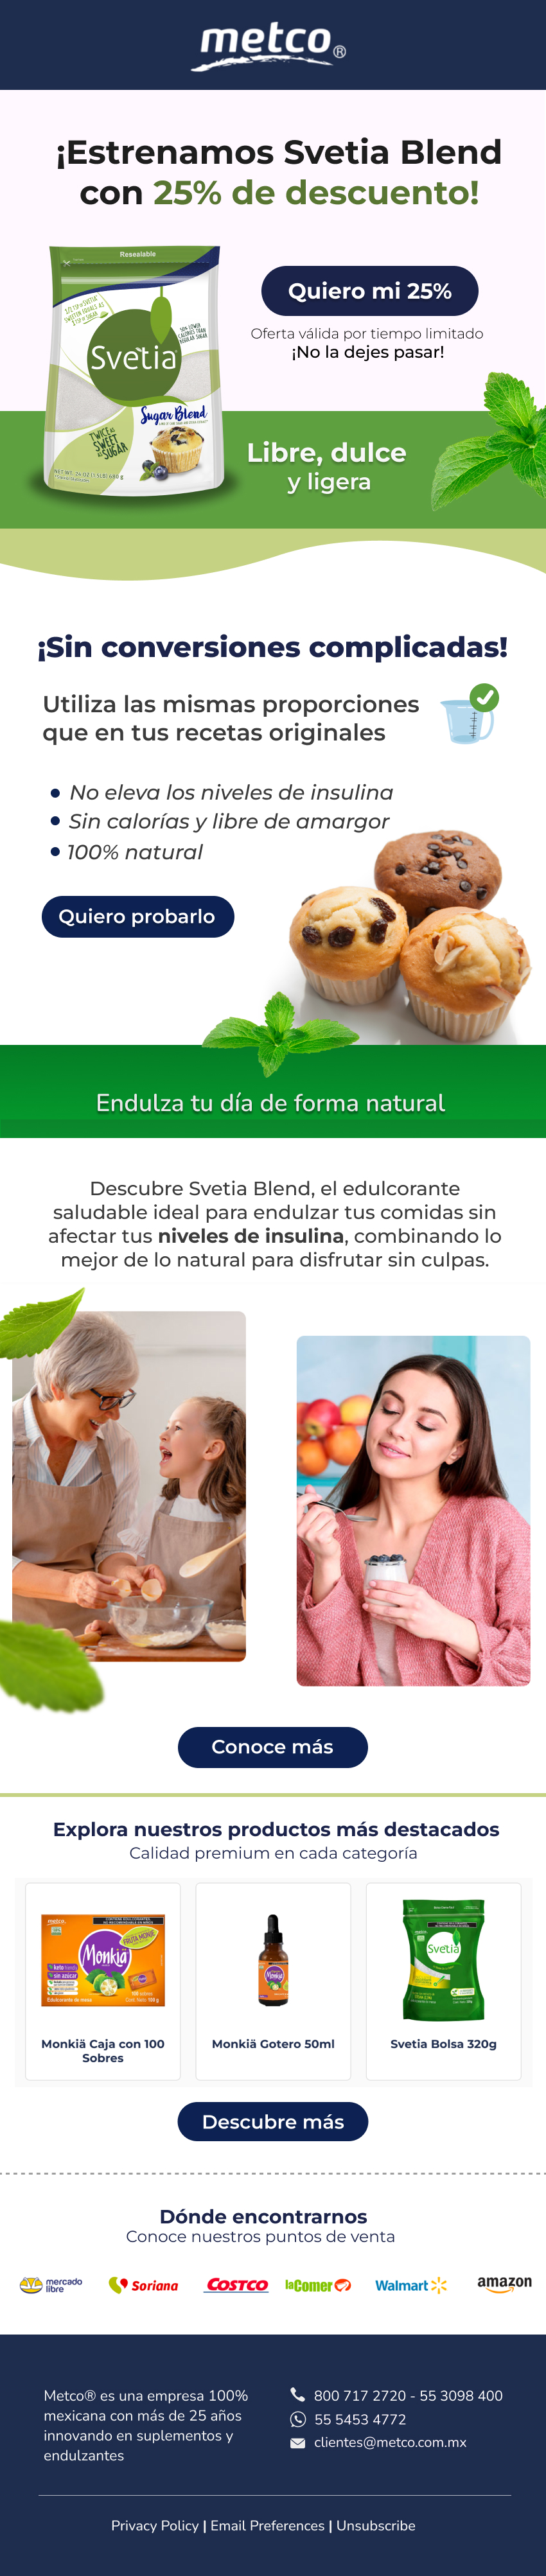 metco®
¡Estrenamos Svetia Blend
con 25% de descuento!
Resealable
Svetia
Sugar Blend
TWICE AS
SWEET
AS SUGAR
Quiero mi 25%
Oferta válida por tiempo limitado
¡No la dejes pasar!
Libre, dulce
y ligera
¡Sin conversiones complicadas!
Utiliza las mismas proporciones
que en tus recetas originales
• No eleva los niveles de insulina
• Sin calorías y libre de amargor
• 100% natural
Quiero probarlo
Endulza tu día de forma natural
Descubre Svetia Blend, el edulcorante
saludable ideal para endulzar tus comidas sin
afectar tus niveles de insulina, combinando lo
mejor de lo natural para disfrutar sin culpas.
Conoce más
Explora nuestros productos más destacados
Calidad premium en cada categoría
metco
Monkiä
FRUTA MONJE
sin azúcar
Monkiä
Svetia
Monkiä Caja con 100
Sobres
Monkiä Gotero 50ml
Svetia Bolsa 320g
Descubre más
Dónde encontrarnos
Conoce nuestros puntos de venta
mercado
libre
Soriana
COSTCO
laComer
Walmart
amazon
Metco® es una empresa 100%
mexicana con más de 25 años
innovando en suplementos y
endulzantes
800 717 2720 - 55 3098 400
55 5453 4772
clientes@metco.com.mx
Privacy Policy | Email Preferences | Unsubscribe